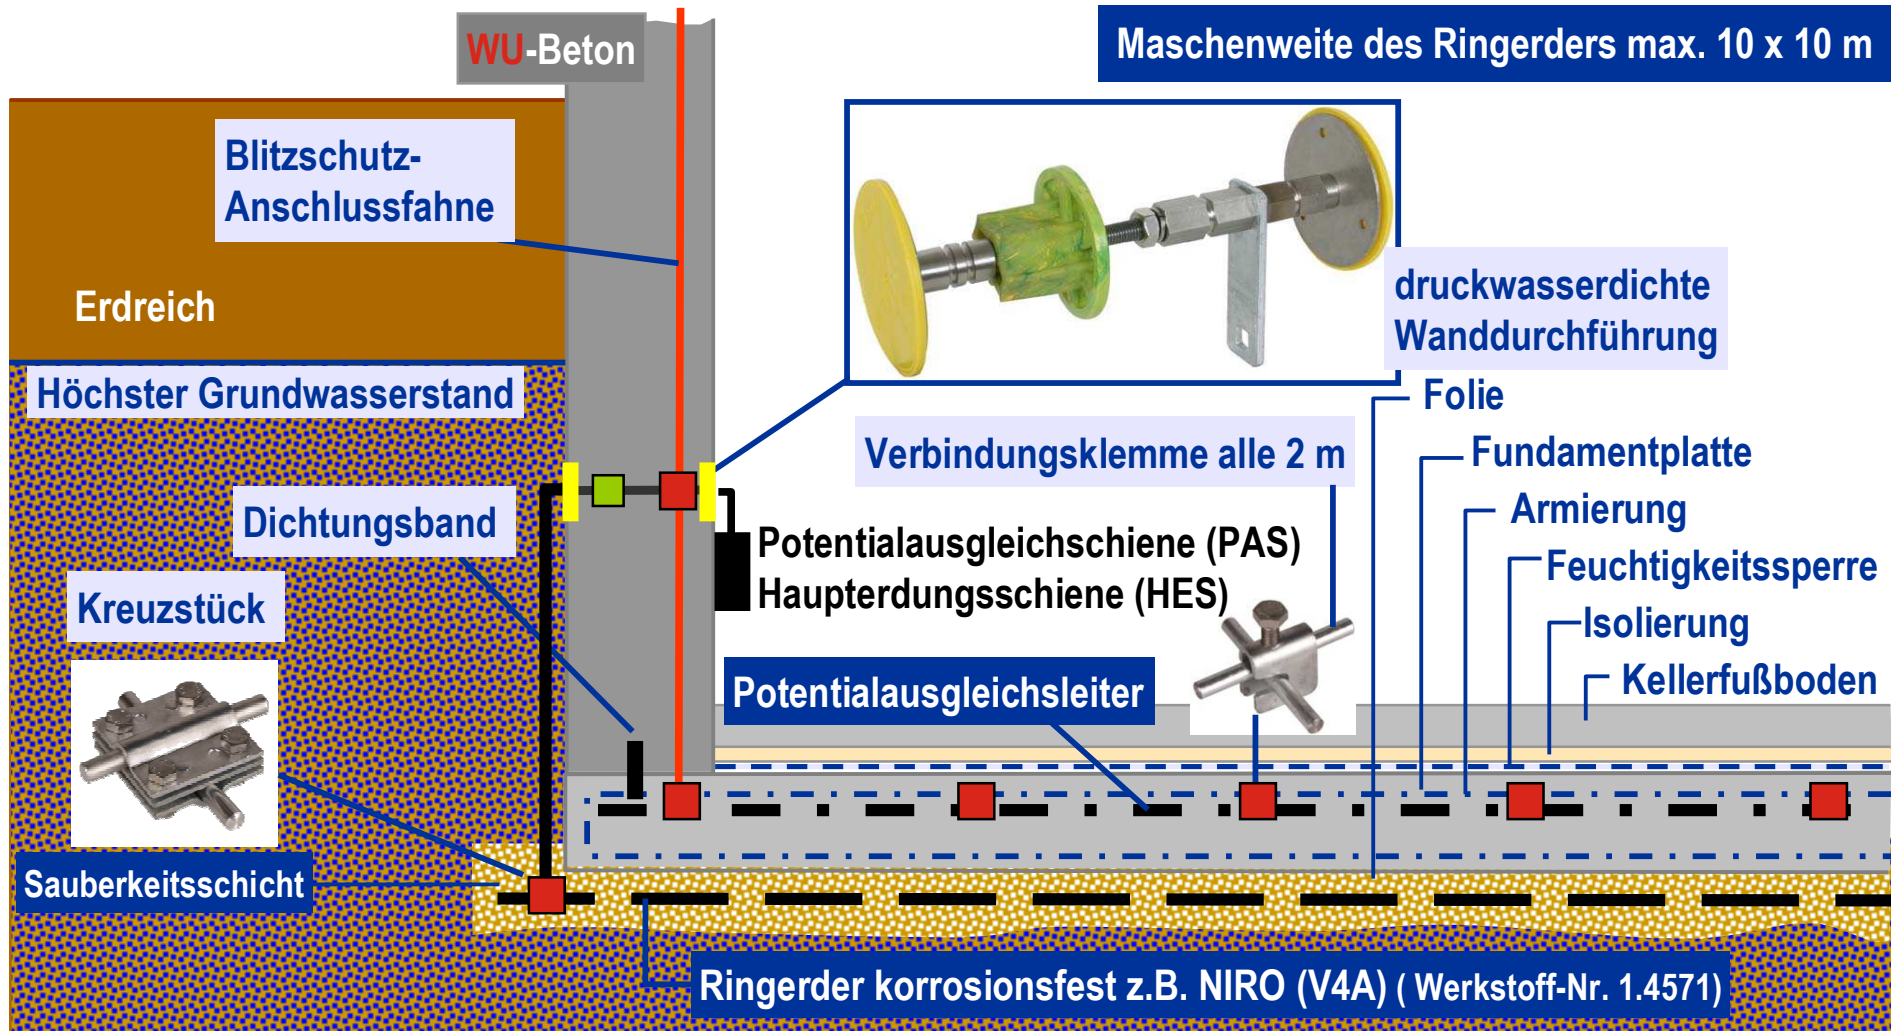 WU-Beton
Maschenweite des Ringerders max. 10 x 10 m
Blitzschutz-
Anschlussfahne
Erdreich
druckwasserdichte
Wanddurchführung
Höchster Grundwasserstand
Folie
Verbindungsklemme alle 2 m
Fundamentplatte
Dichtungsband
Armierung
Potentialausgleichschiene (PAS)
Haupterdungsschiene (HES)
Feuchtigkeitssperre
Kreuzstück
Isolierung
Potentialausgleichsleiter
Kellerfußboden
Sauberkeitsschicht
Ringerder korrosionsfest z.B. NIRO (V4A) ( Werkstoff-Nr. 1.4571)